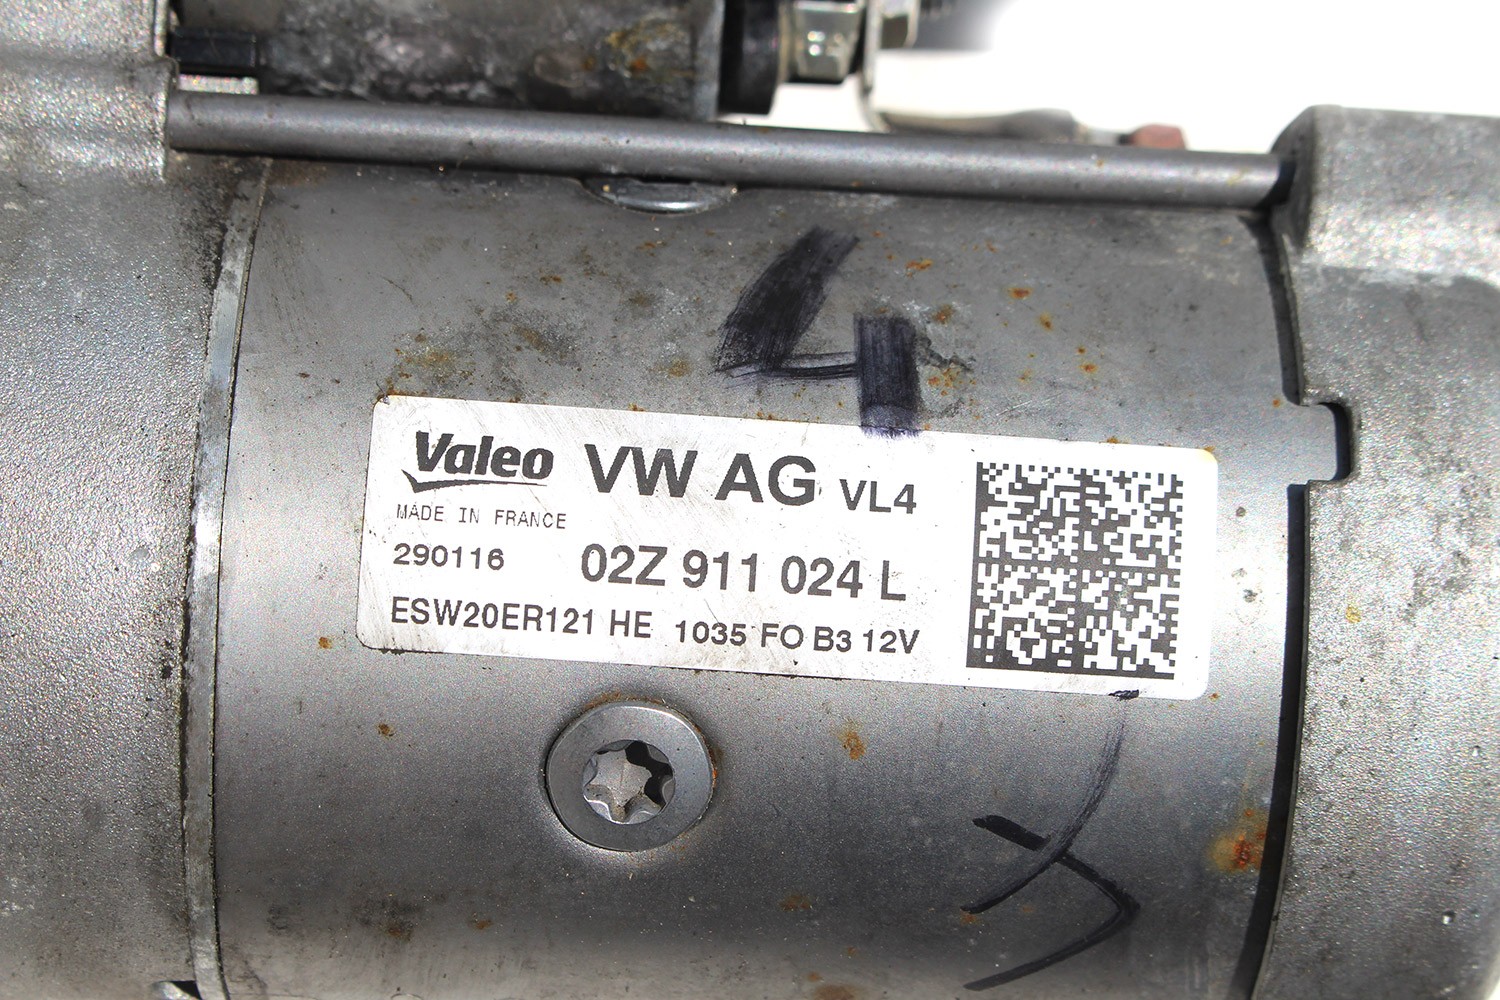 4
Valeo VW AG VL4
MADE IN FRANCE
290116 02Z 911 024 L
ESW20ER121 HE 1035 FO B3 12V